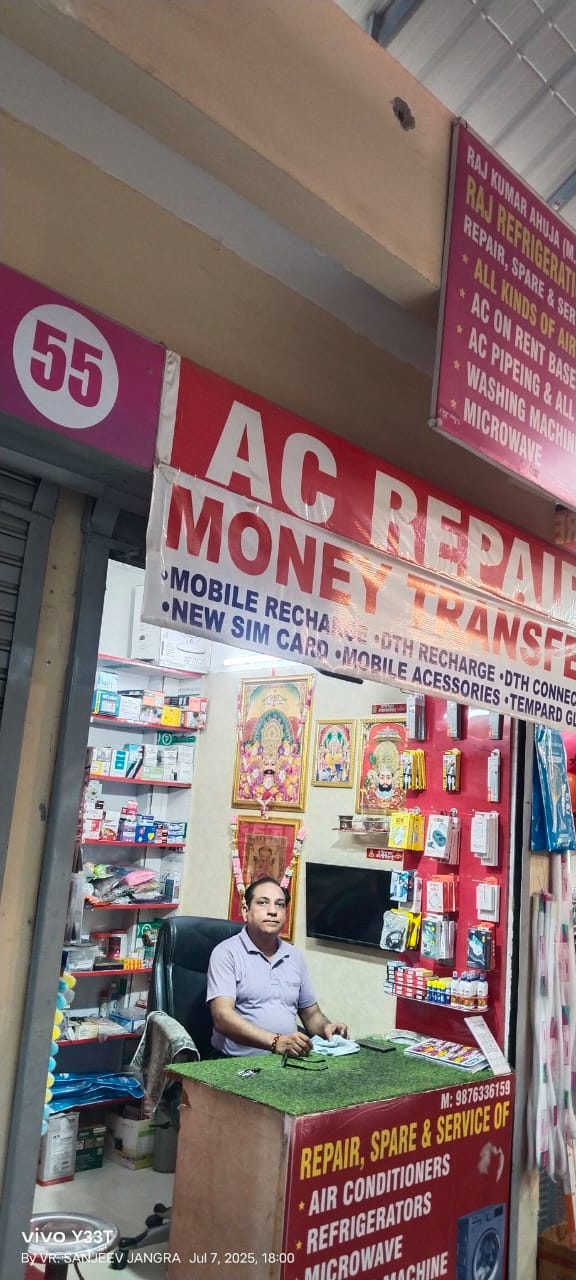 RAJ KUMAR AHUJA (M.
RAJ REFRIGERATI
REPAIR, SPARE & SER
ALL KINDS OF AIR
AC ON RENT BASE
AC PIPEING & ALL
WASHING MACHIN
MICROWAVE
55
AC REPAIR
MONEY TRANSFE
•MOBILE RECHARGE •DTH RECHARGE •DTH CONNEC
•NEW SIM CARD •MOBILE ACESSORIES •TEMPARD GL
M: 9876336159
REPAIR, SPARE & SERVICE OF
AIR CONDITIONERS
REFRIGERATORS
MICROWAVE
MACHINE
vivo Y33T
By VR. SANJEEV JANGRA Jul 7, 2025, 18:00